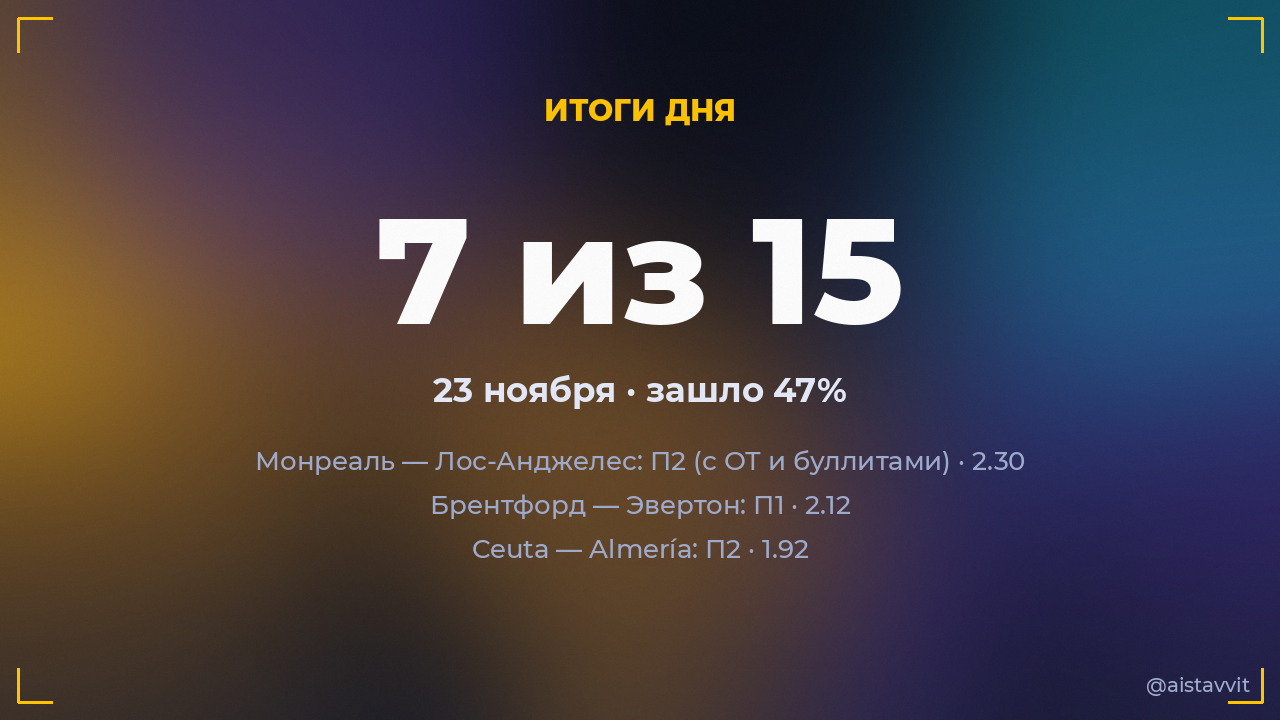 ИТОГИ ДНЯ
7 из 15
23 ноября · зашло 47%
Монреаль — Лос-Анджелес: П2 (с ОТ и буллитами) · 2.30
Брентфорд — Эвертон: П1 · 2.12
Ceuta — Almería: П2 · 1.92
@aistavvit